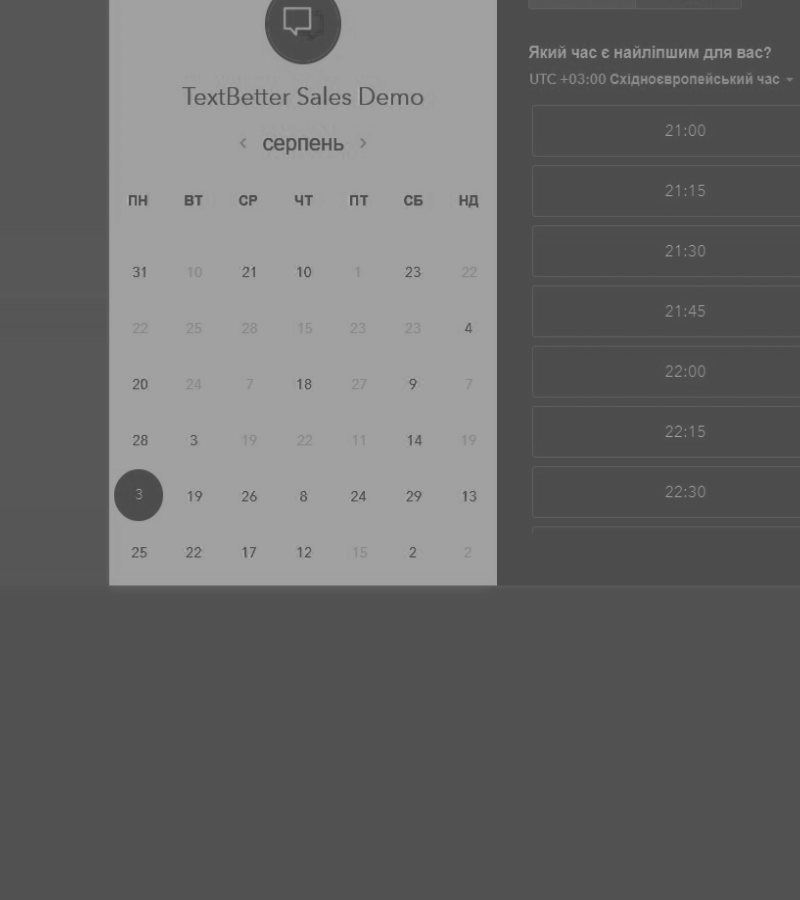 TextBetter Sales Demo
серпень
ПН ВТ СР ЧТ ПТ СБ НД
31 10 21 10 1 23 22
22 25 28 15 23 23 4
20 24 7 18 27 9 7
28 3 19 22 11 14 19
3 19 26 8 24 29 13
25 22 17 12 15 2 2
Який час є найліпшим для вас?
UTC +03:00 Східноєвропейський час
21:00
21:15
21:30
21:45
22:00
22:15
22:30